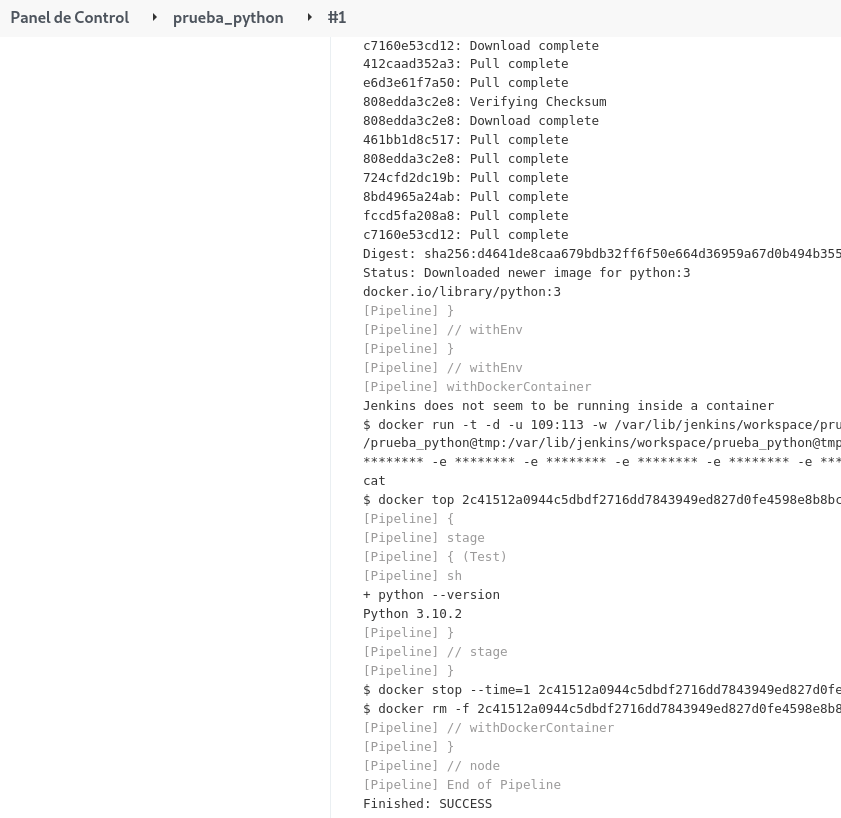 Panel de Control prueba_python #1
c7160e53cd12: Download complete
412caad352a3: Pull complete
e6d3e61f7a50: Pull complete
808edda3c2e8: Verifying Checksum
808edda3c2e8: Download complete
461bb1d8c517: Pull complete
808edda3c2e8: Pull complete
724cfd2dc19b: Pull complete
8bd4965a24ab: Pull complete
fccd5fa208a8: Pull complete
c7160e53cd12: Pull complete
Digest: sha256:d4641de8caa679bdb32ff6f50e664d36959a67d0b494b355
Status: Downloaded newer image for python:3
docker.io/library/python:3
[Pipeline] }
[Pipeline] // withEnv
[Pipeline] }
[Pipeline] // withEnv
[Pipeline] withDockerContainer
Jenkins does not seem to be running inside a container
$ docker run -t -d -u 109:113 -w /var/lib/jenkins/workspace/pru
/prueba_python@tmp:/var/lib/jenkins/workspace/prueba_python@tmp
******** -e ******** -e ******** -e ******** -e ******** -e ***
cat
$ docker top 2c41512a0944c5dbdf2716dd7843949ed827d0fe4598e8b8bc
[Pipeline] {
[Pipeline] stage
[Pipeline] { (Test)
[Pipeline] sh
+ python --version
Python 3.10.2
[Pipeline] }
[Pipeline] // stage
[Pipeline] }
$ docker stop --time=1 2c41512a0944c5dbdf2716dd7843949ed827d0fe
$ docker rm -f 2c41512a0944c5dbdf2716dd7843949ed827d0fe4598e8b8
[Pipeline] // withDockerContainer
[Pipeline] }
[Pipeline] // node
[Pipeline] End of Pipeline
Finished: SUCCESS